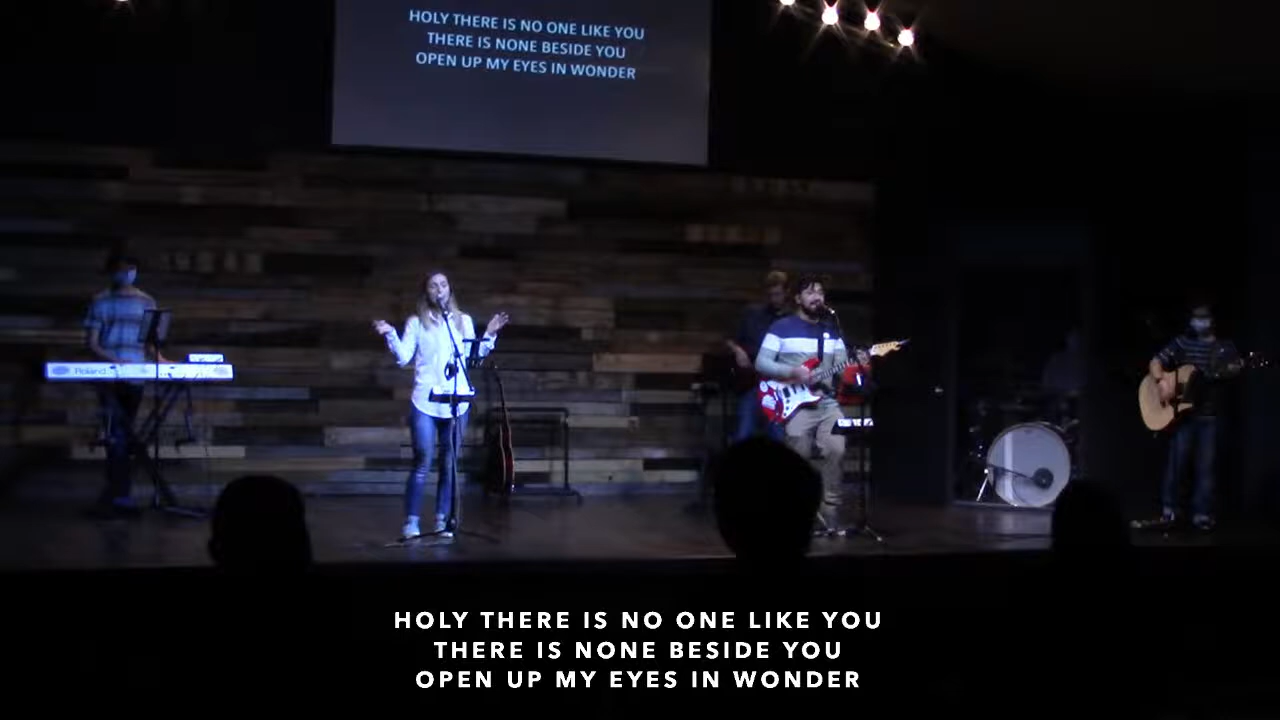 HOLY THERE IS NO ONE LIKE YOU
THERE IS NONE BESIDE YOU
OPEN UP MY EYES IN WONDER
Roland
HOLY THERE IS NO ONE LIKE YOU
THERE IS NONE BESIDE YOU
OPEN UP MY EYES IN WONDER